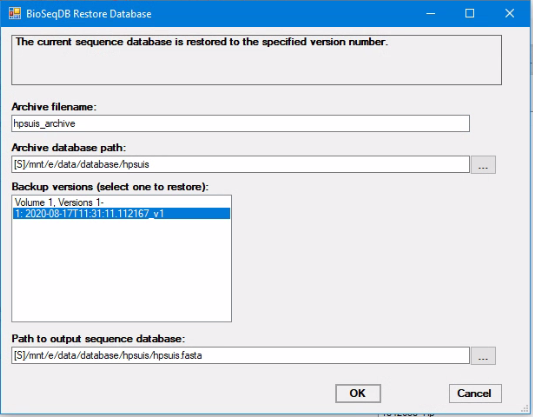 BioSeqDB Restore Database
The current sequence database is restored to the specified version number.
Archive filename:
hpsuis_archive
Archive database path:
[S]/mnt/e/data/database/hpsuis
...
Backup versions (select one to restore):
Volume 1, Versions 1-
1: 2020-08-17T11:31:11.112167_v1
Path to output sequence database:
[S]/mnt/e/data/database/hpsuis/hpsuis.fasta
...
OK
Cancel